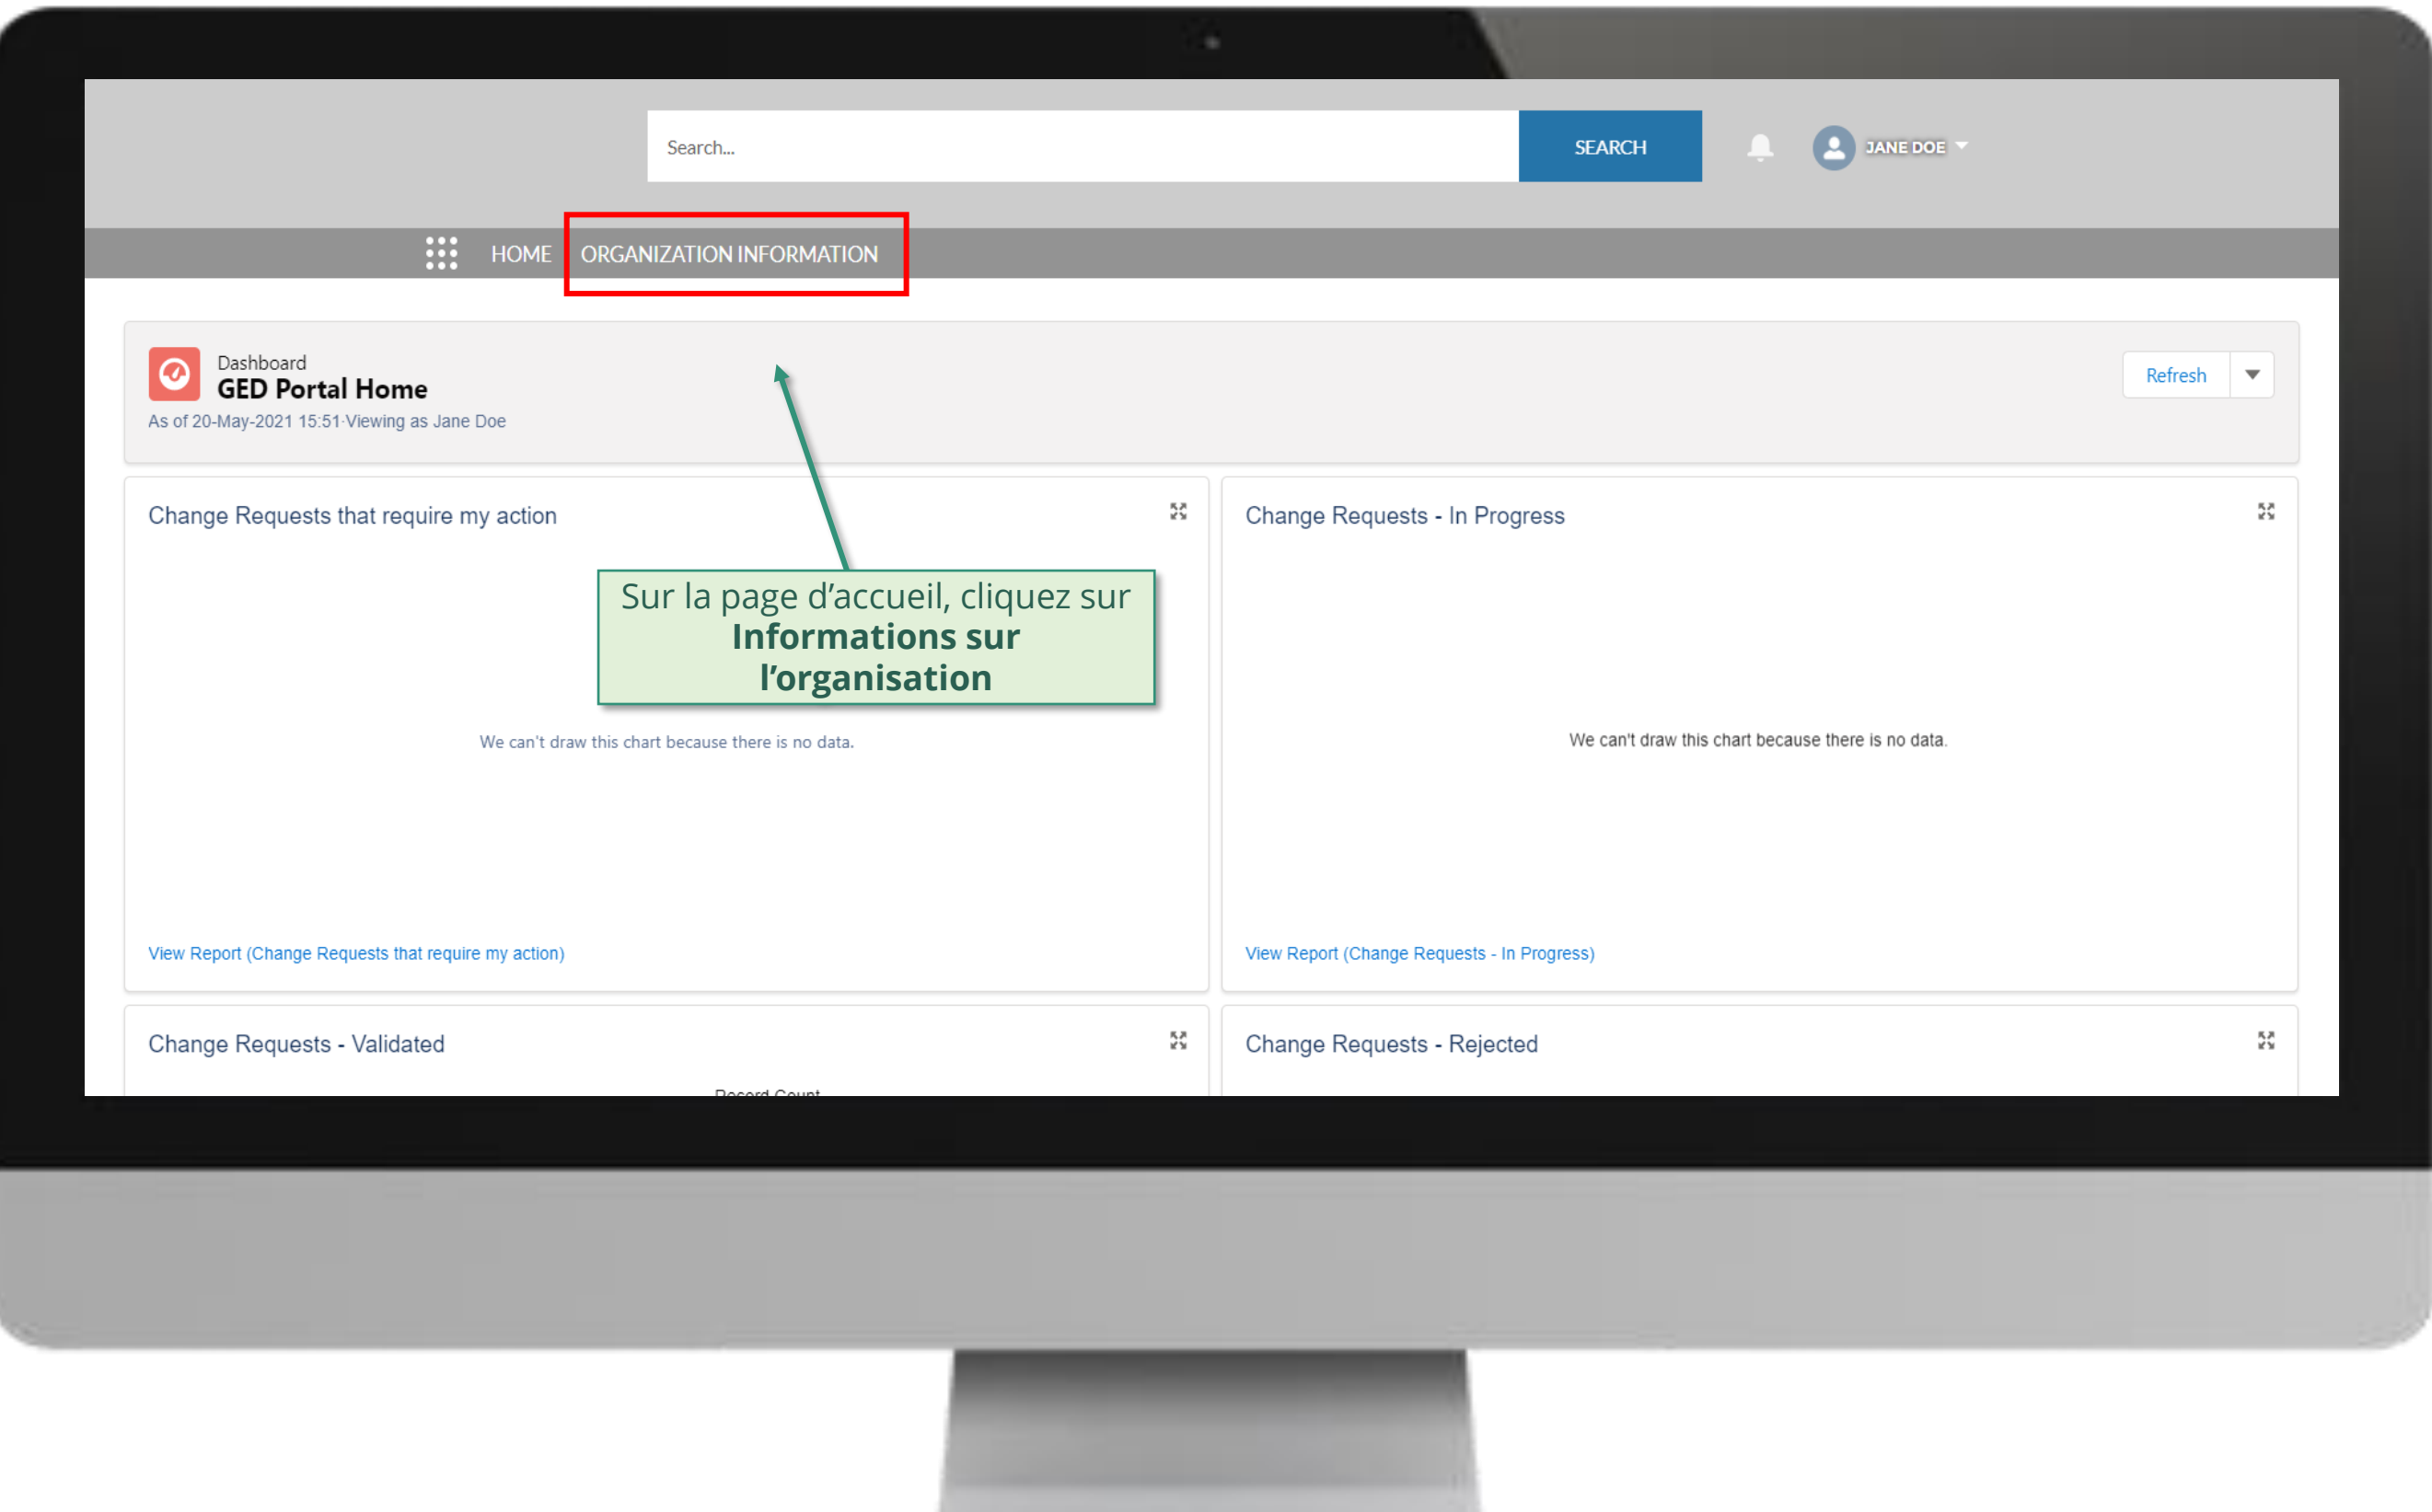 Search...
SEARCH
JANE DOE
HOME
ORGANIZATION INFORMATION
Dashboard
GED Portal Home
As of 20-May-2021 15:51·Viewing as Jane Doe
Refresh
Change Requests that require my action
Change Requests - In Progress
Sur la page d’accueil, cliquez sur
Informations sur
l’organisation
We can't draw this chart because there is no data.
We can't draw this chart because there is no data.
View Report (Change Requests that require my action)
View Report (Change Requests - In Progress)
Change Requests - Validated
Change Requests - Rejected
Record Count